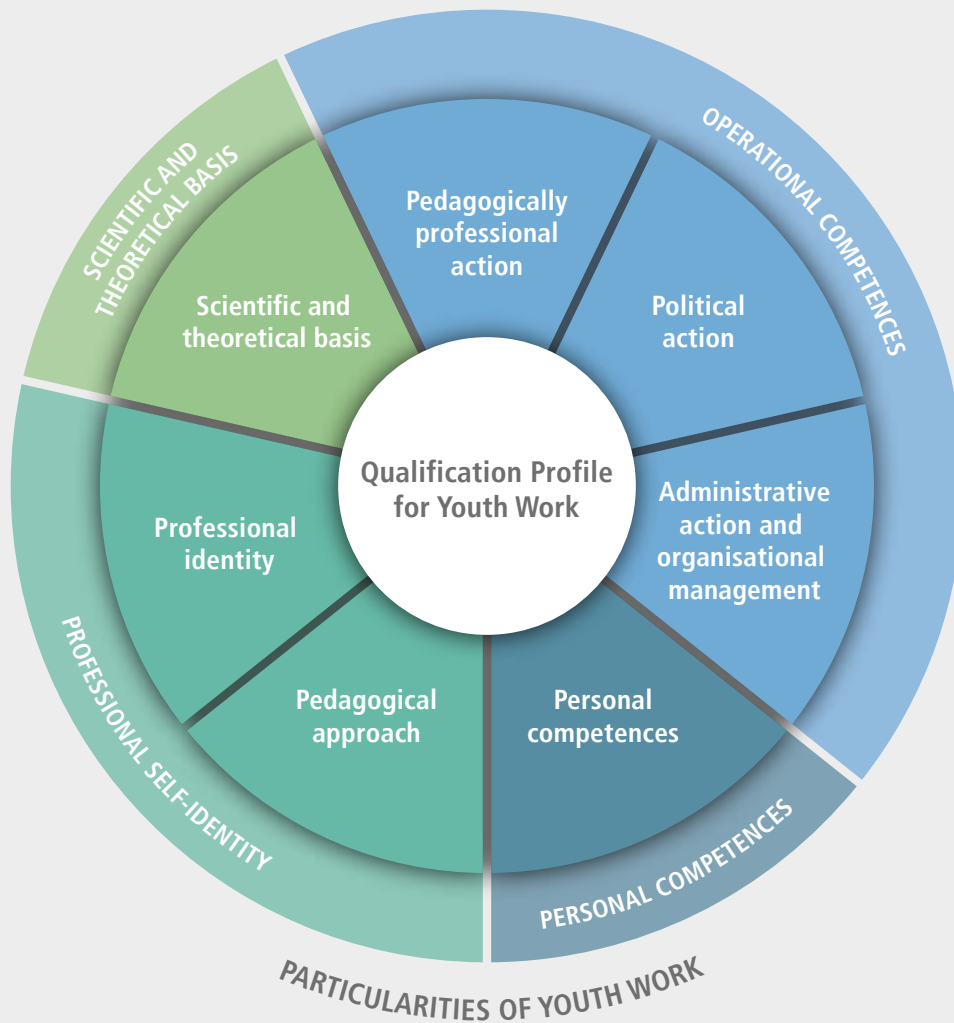 SCIENTIFIC AND
THEORETICAL BASIS
OPERATIONAL COMPETENCES
Pedagogically
professional
action
Political
action
Scientific and
theoretical basis
Qualification Profile
for Youth Work
Administrative
action and
organisational
management
Professional
identity
Pedagogical
approach
Personal
competences
PROFESSIONAL SELF-IDENTITY
PERSONAL COMPETENCES
PARTICULARITIES OF YOUTH WORK